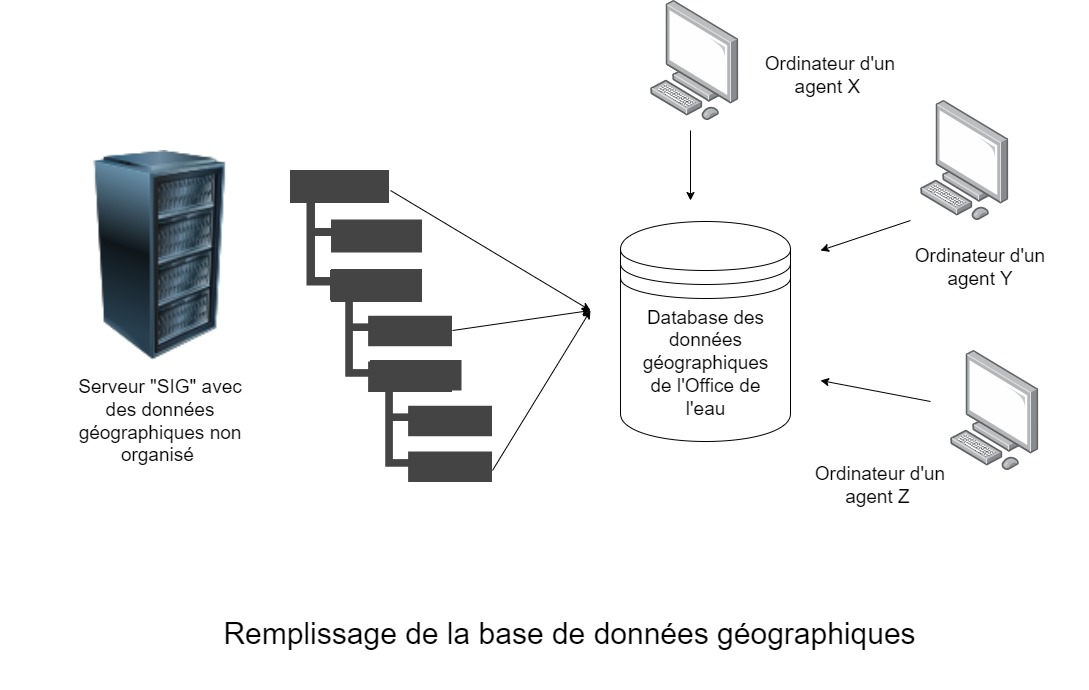 Ordinateur d'un
agent X
Ordinateur d'un
agent Y
Serveur "SIG" avec
des données
géographiques non
organisé
Database des
données
géographiques
de l'Office de
l'eau
Ordinateur d'un
agent Z
Remplissage de la base de données géographiques